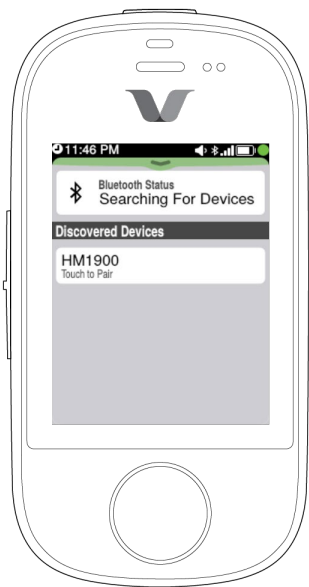 11:46 PM
Bluetooth Status
Searching For Devices
Discovered Devices
HM1900
Touch to Pair